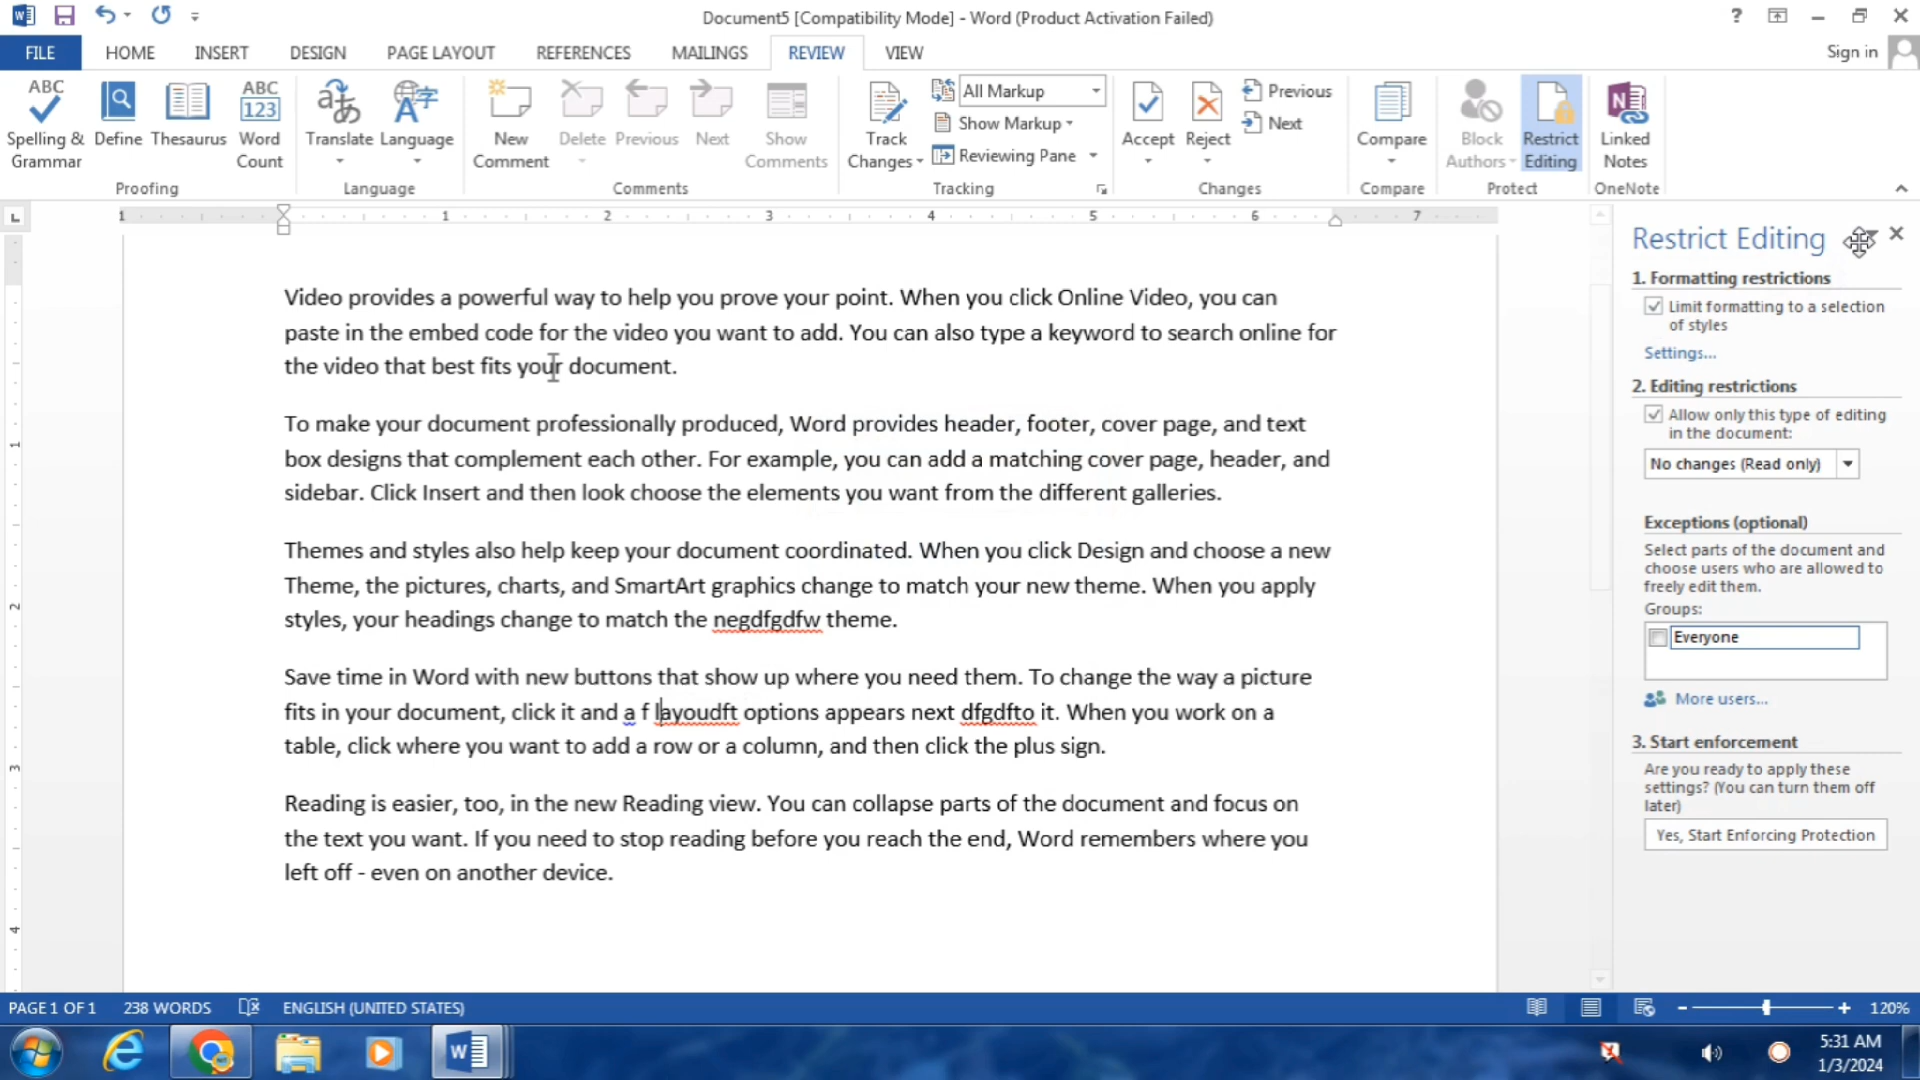 Document5 [Compatibility Mode] - Word (Product Activation Failed)
?
FILE HOME INSERT DESIGN PAGE LAYOUT REFERENCES MAILINGS REVIEW VIEW Sign in
ABC Spelling & Grammar
Define
Thesaurus
ABC 123 Word Count
Translate
Language
New Comment
Delete
Previous
Next
Show Comments
Track Changes
All Markup
Show Markup
Reviewing Pane
Accept
Reject
Previous
Next
Compare
Block Authors
Restrict Editing
Linked Notes
Proofing Language Comments Tracking Changes Compare Protect OneNote
1 1 2 3 4 5 6 7
Video provides a powerful way to help you prove your point. When you click Online Video, you can
paste in the embed code for the video you want to add. You can also type a keyword to search online for
the video that best fits your document.
To make your document professionally produced, Word provides header, footer, cover page, and text
box designs that complement each other. For example, you can add a matching cover page, header, and
sidebar. Click Insert and then look choose the elements you want from the different galleries.
Themes and styles also help keep your document coordinated. When you click Design and choose a new
Theme, the pictures, charts, and SmartArt graphics change to match your new theme. When you apply
styles, your headings change to match the negdfgdfw theme.
Save time in Word with new buttons that show up where you need them. To change the way a picture
fits in your document, click it and a f layoudft options appears next dfgdfto it. When you work on a
table, click where you want to add a row or a column, and then click the plus sign.
Reading is easier, too, in the new Reading view. You can collapse parts of the document and focus on
the text you want. If you need to stop reading before you reach the end, Word remembers where you
left off - even on another device.
1
2
3
4
Restrict Editing
1. Formatting restrictions
Limit formatting to a selection
of styles
Settings...
2. Editing restrictions
Allow only this type of editing
in the document:
No changes (Read only)
Exceptions (optional)
Select parts of the document and
choose users who are allowed to
freely edit them.
Groups:
Everyone
More users...
3. Start enforcement
Are you ready to apply these
settings? (You can turn them off
later)
Yes, Start Enforcing Protection
PAGE 1 OF 1 238 WORDS ENGLISH (UNITED STATES) 120%
5:31 AM
1/3/2024